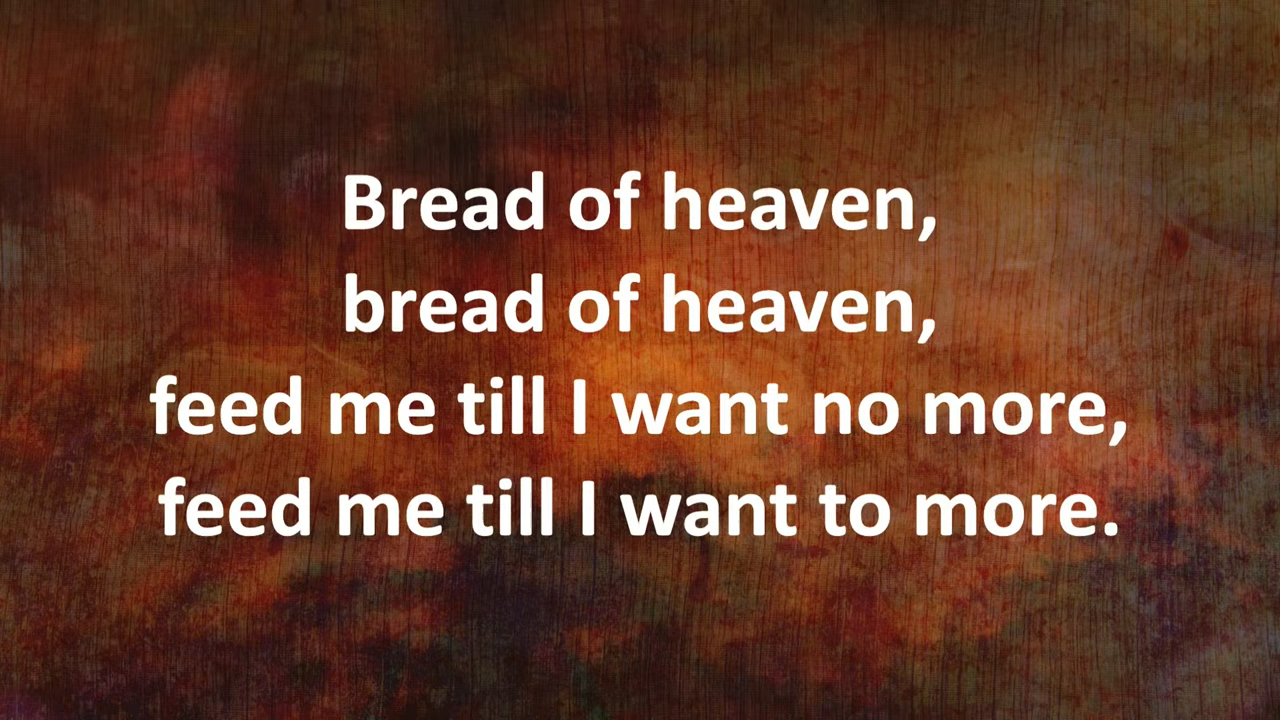 Bread of heaven,
bread of heaven,
feed me till I want no more,
feed me till I want to more.